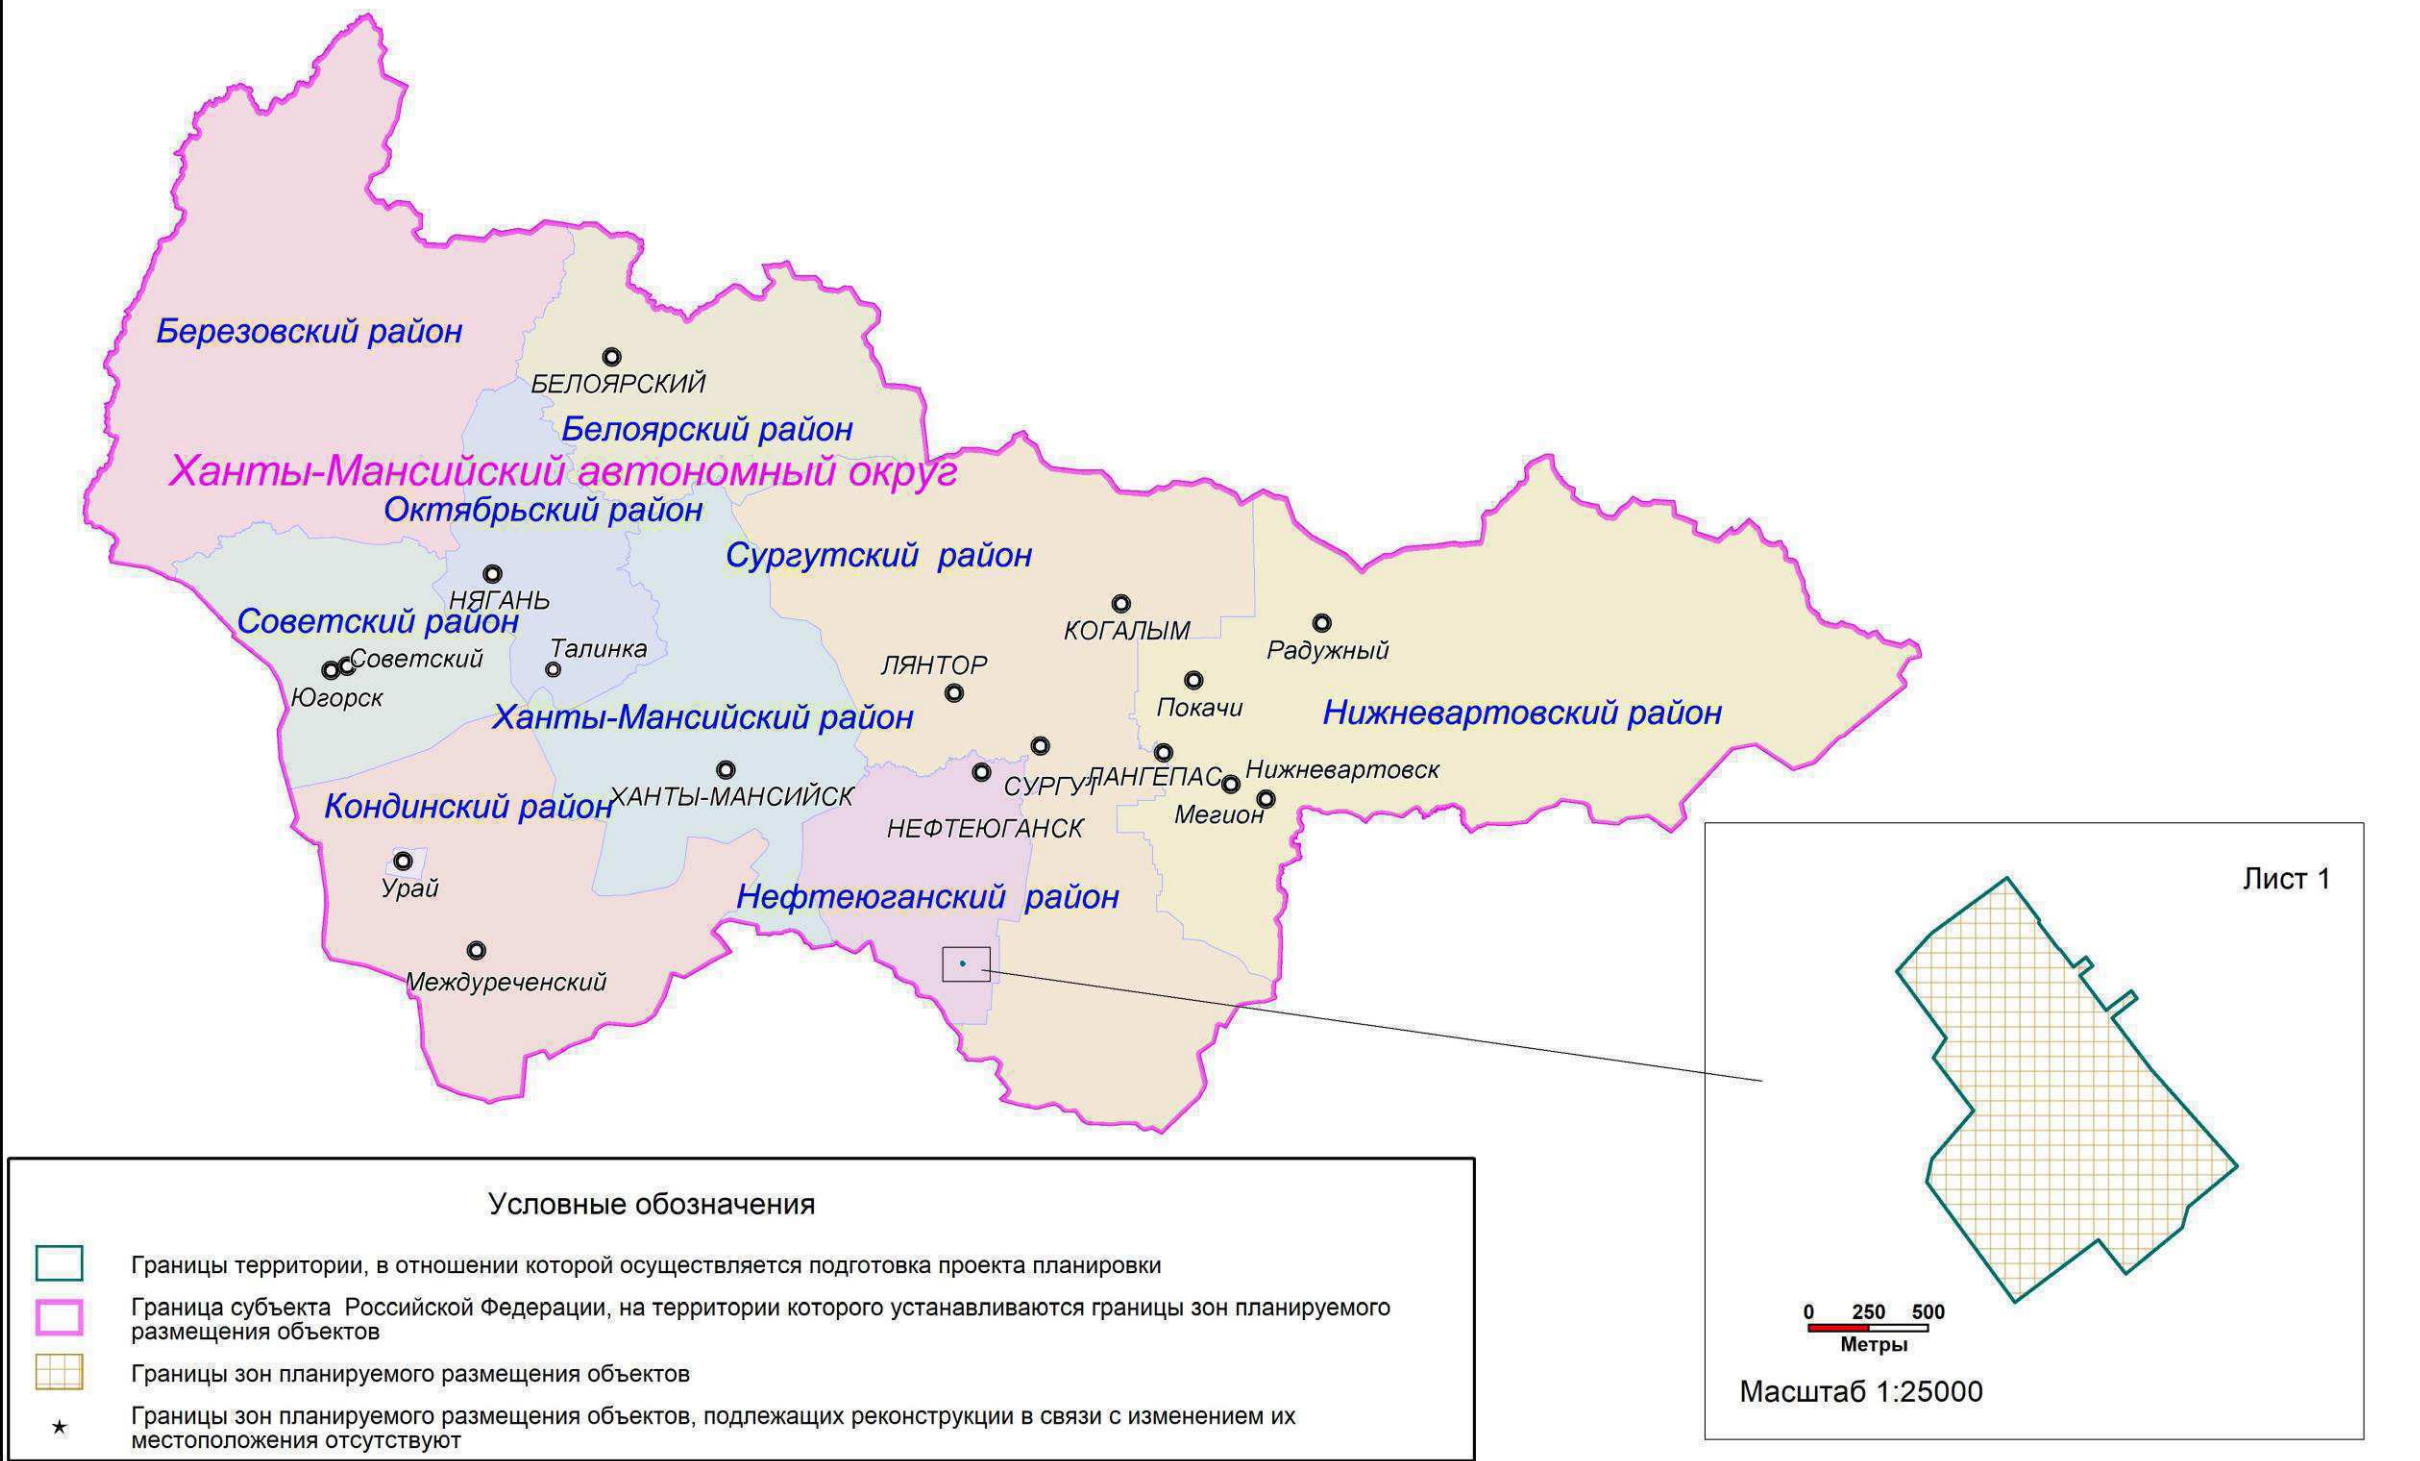 Березовский район
БЕЛОЯРСКИЙ
Белоярский район
Ханты-Мансийский автономный округ
Октябрьский район
Сургутский  район
НЯГАНЬ
КОГАЛЫМ
Советский район
Радужный
Талинка
Советский
ЛЯНТОР
Югорск
Покачи
Ханты-Мансийский район
Нижневартовский район
Нижневартовск
ЛАНГЕПАС
СУРГУТ
ХАНТЫ-МАНСИЙСК
Кондинский район
Мегион
НЕФТЕЮГАНСК
Урай
Нефтеюганский  район
Междуреченский
Лист 1
0 250 500
Метры
Масштаб 1:25000
Условные обозначения
Границы территории, в отношении которой осуществляется подготовка проекта планировки
Граница субъекта  Российской Федерации, на территории которого устанавливаются границы зон планируемого
размещения объектов
Границы зон планируемого размещения объектов
Границы зон планируемого размещения объектов, подлежащих реконструкции в связи с изменением их
местоположения отсутствуют